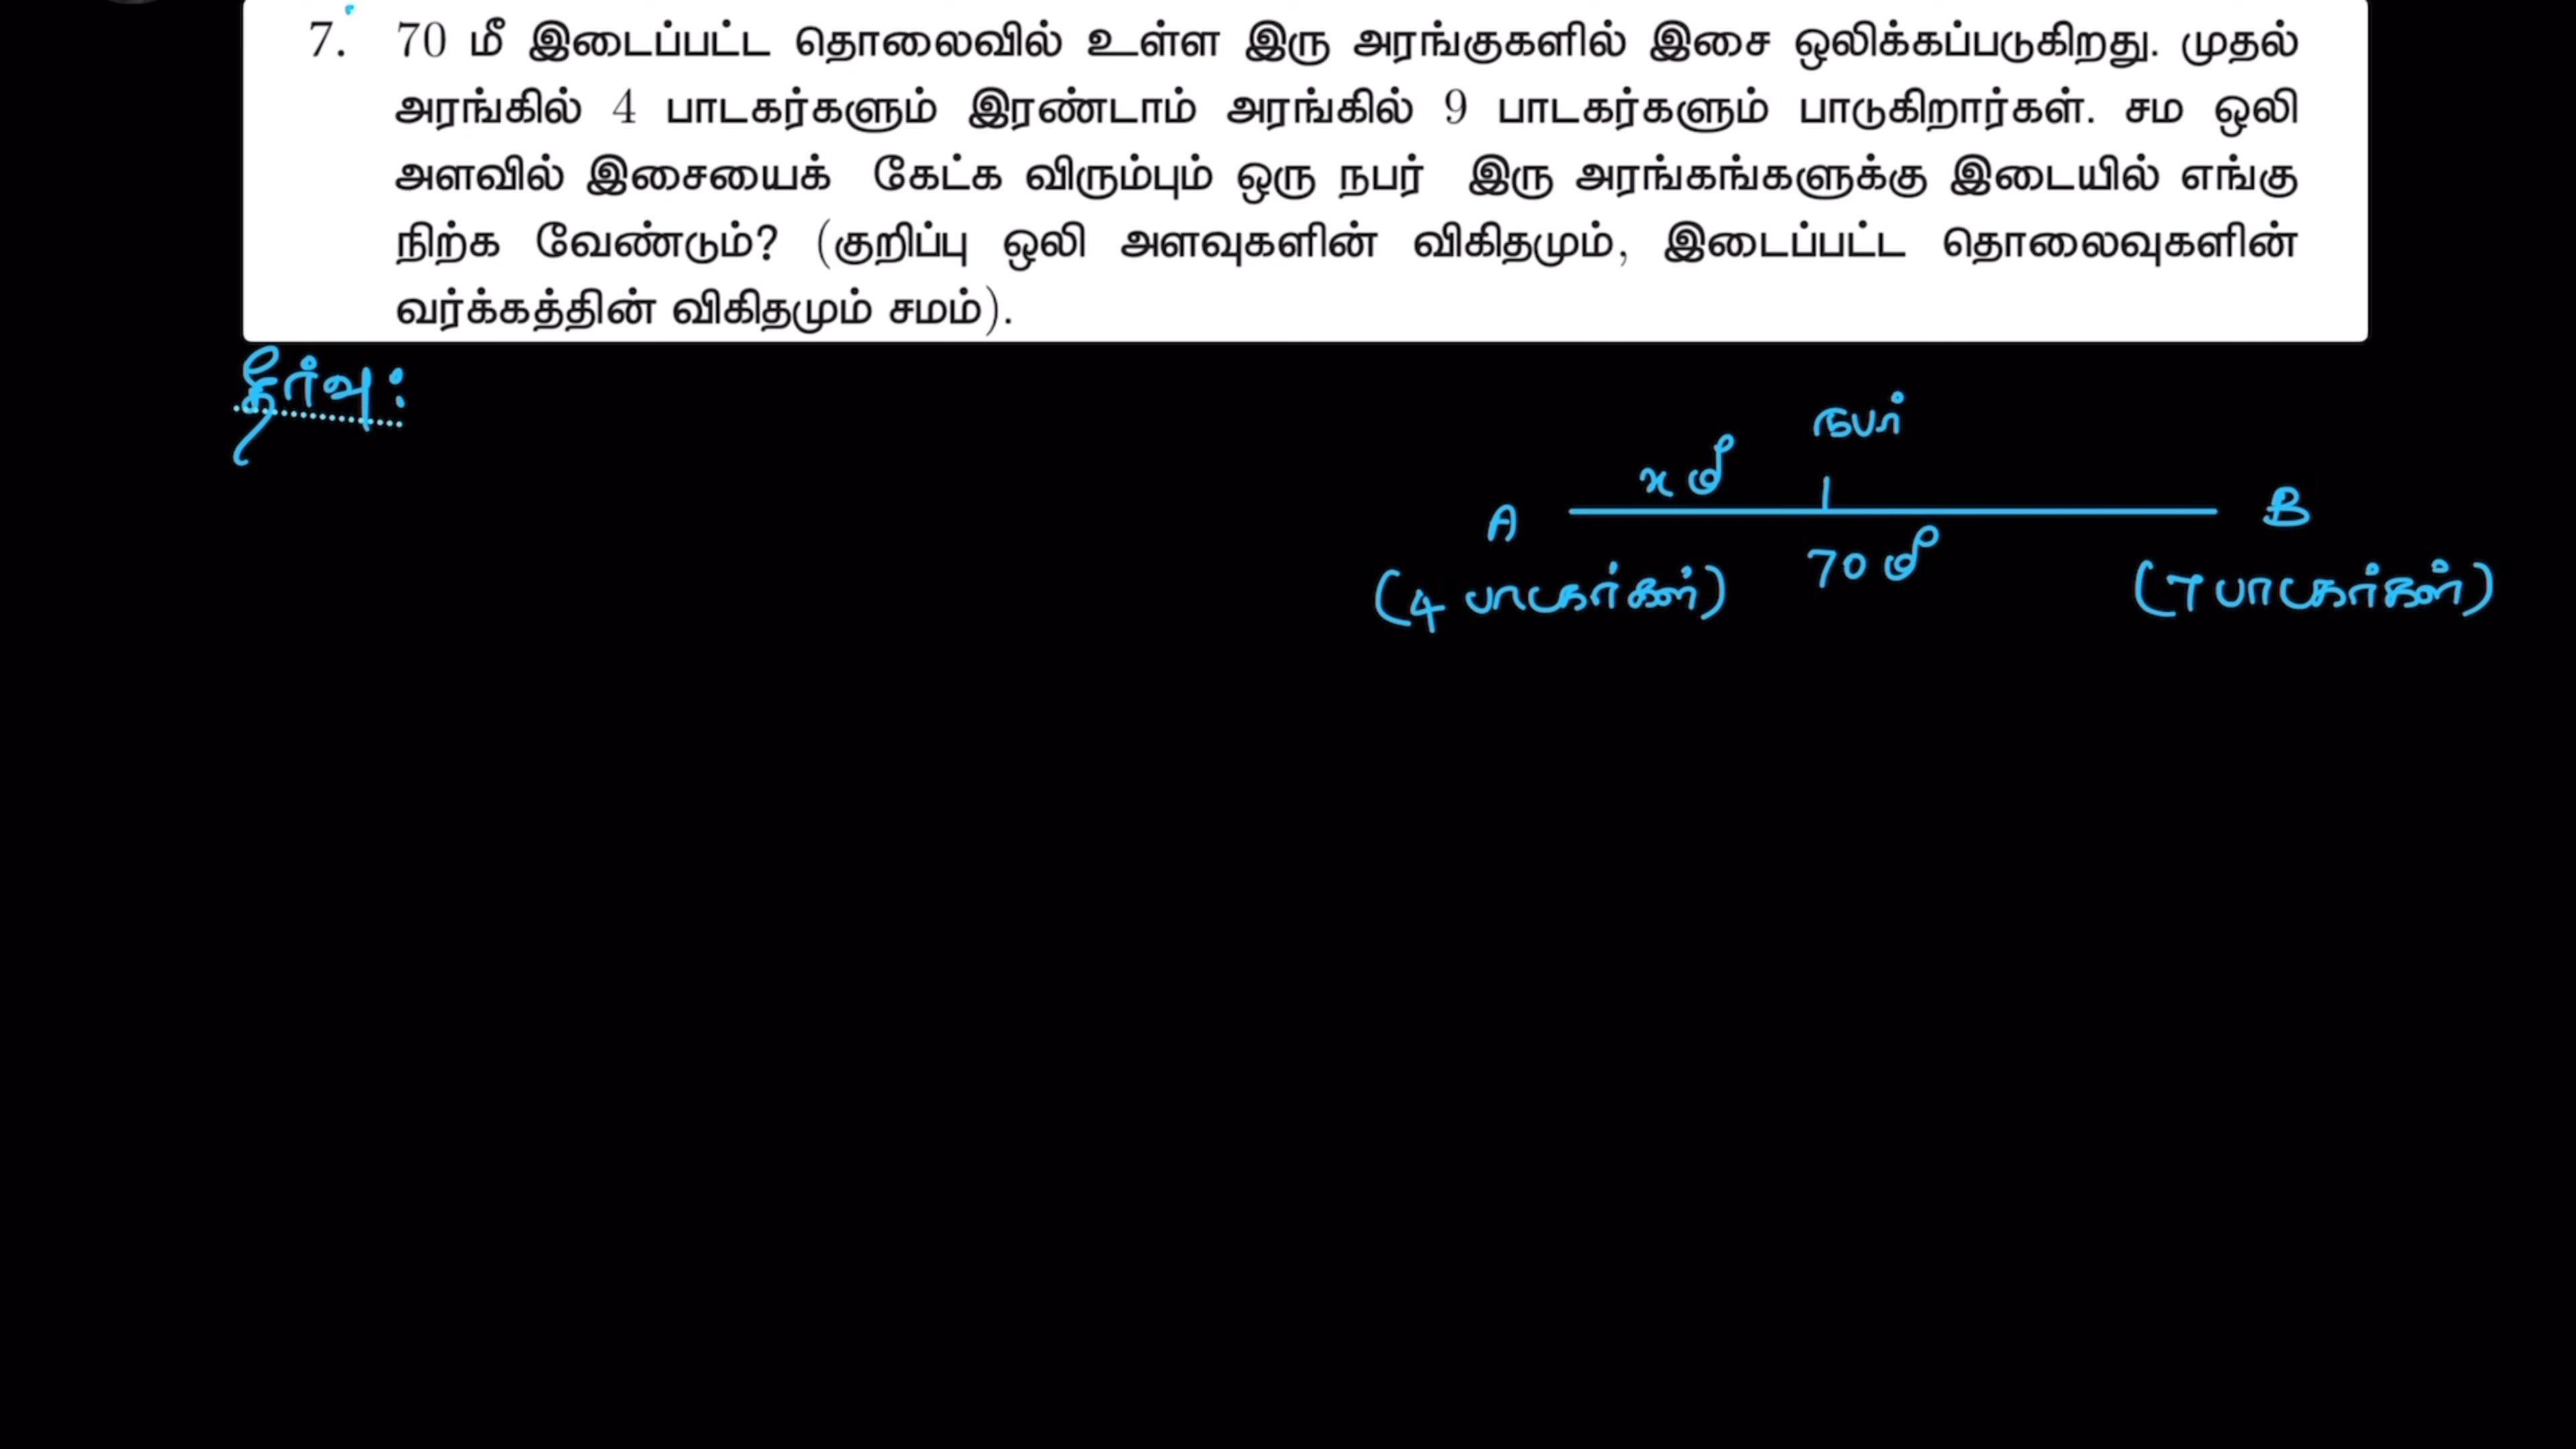 7. 70 மீ இடைப்பட்ட தொலைவில் உள்ள இரு அரங்குகளில் இசை ஒலிக்கப்படுகிறது. முதல்
அரங்கில் 4 பாடகர்களும் இரண்டாம் அரங்கில் 9 பாடகர்களும் பாடுகிறார்கள். சம ஒலி
அளவில் இசையைக் கேட்க விரும்பும் ஒரு நபர் இரு அரங்கங்களுக்கு இடையில் எங்கு
நிற்க வேண்டும்? (குறிப்பு ஒலி அளவுகளின் விகிதமும், இடைப்பட்ட தொலைவுகளின்
வர்க்கத்தின் விகிதமும் சமம்).
தீர்வு:
நபர்
x மீ
A B
70 மீ
(4 பாடகர்கள்) (7 பாடகர்கள்)